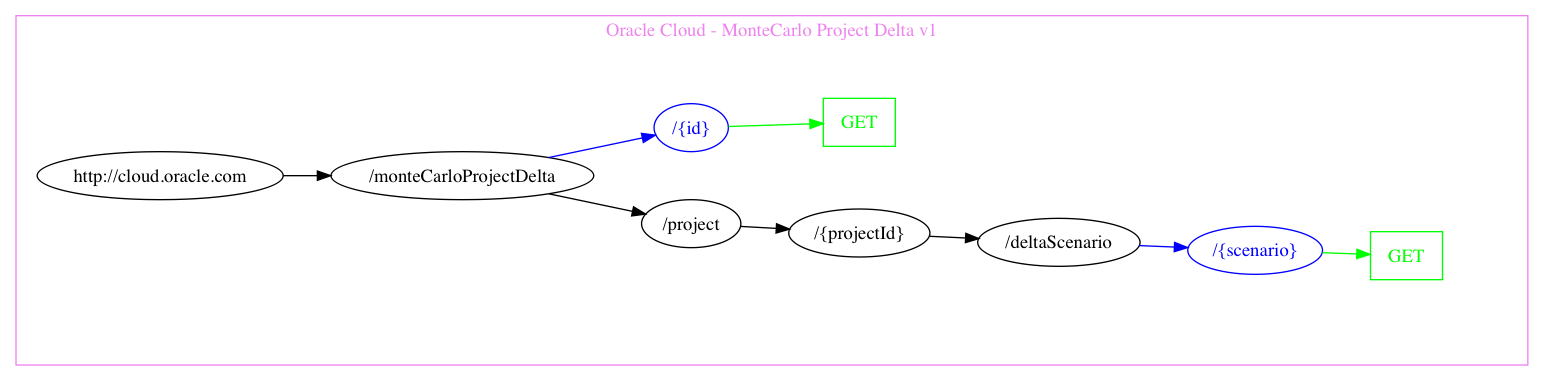 Oracle Cloud - MonteCarlo Project Delta v1
http://cloud.oracle.com
/monteCarloProjectDelta
/{id}
GET
/project
/{projectId}
/deltaScenario
/{scenario}
GET